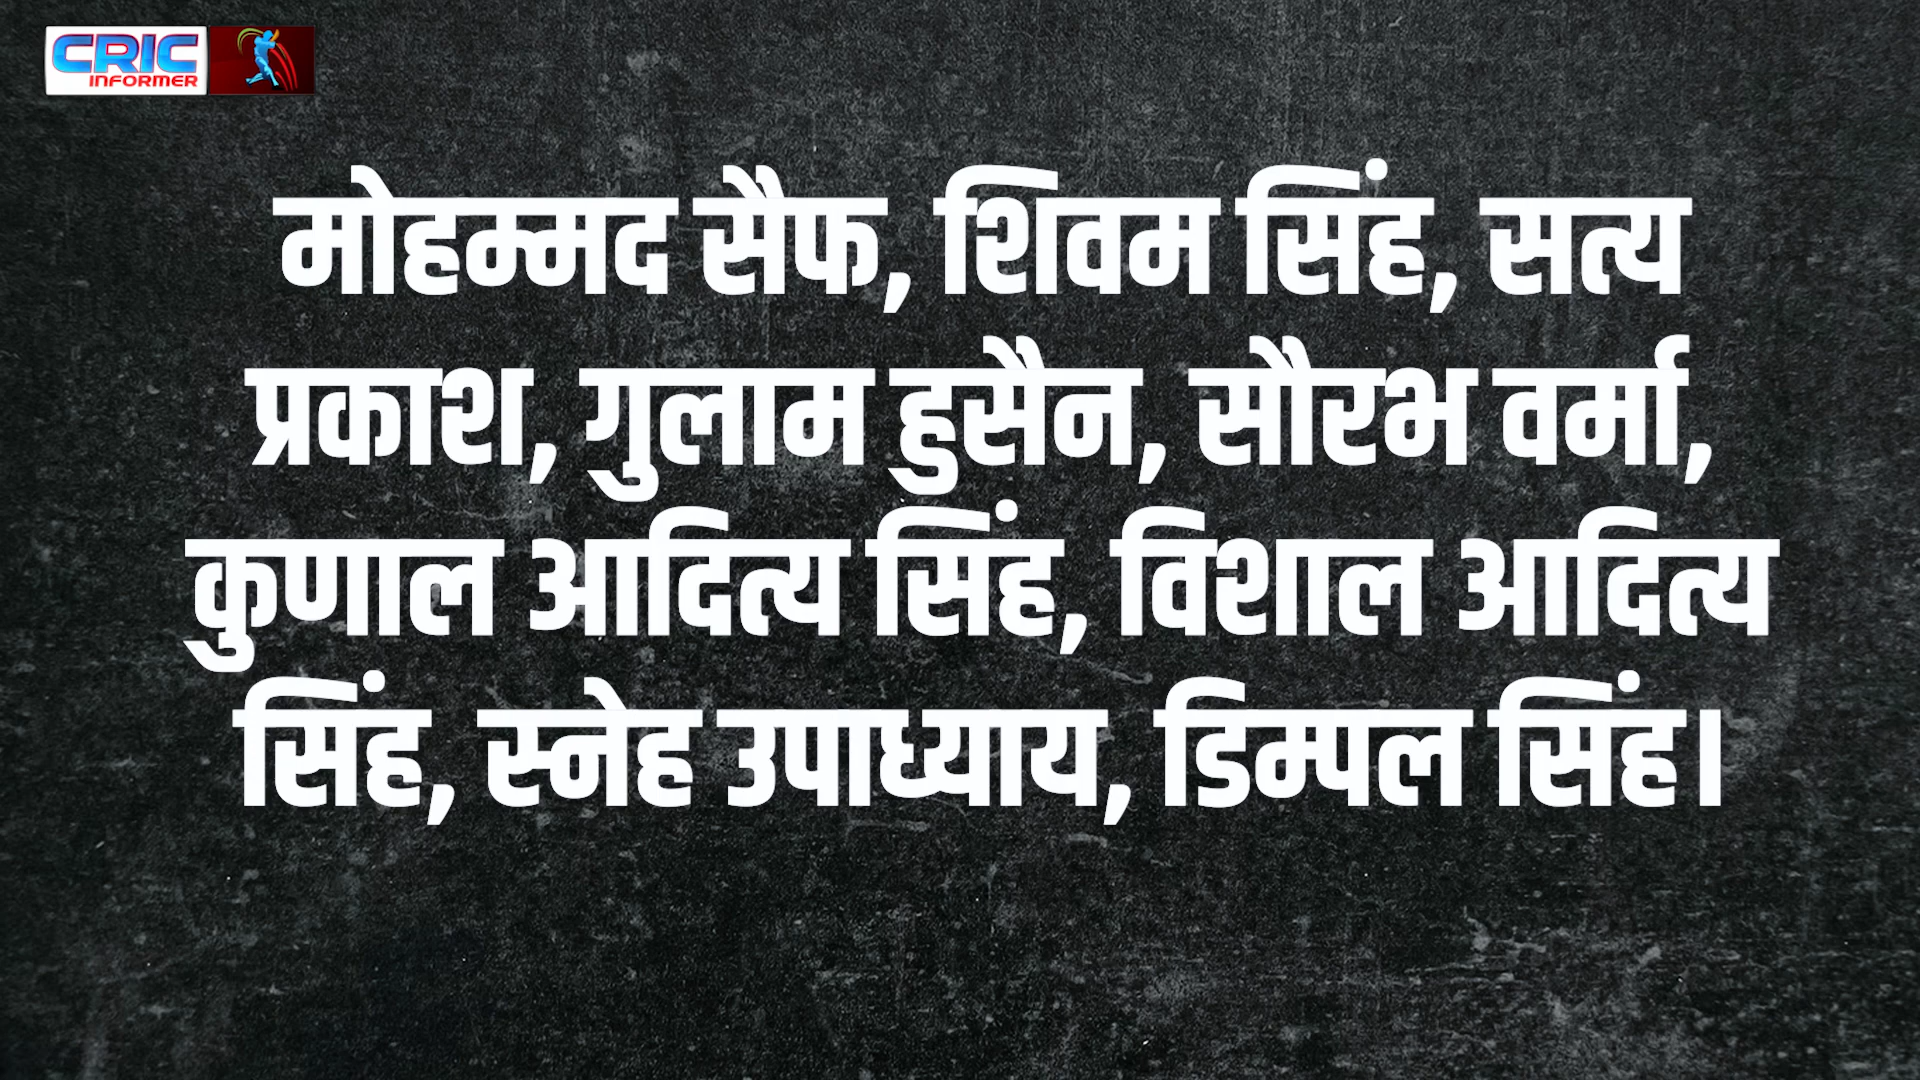 CRIC
INFORMER
मोहम्मद सैफ, शिवम सिंह, सत्य
प्रकाश, गुलाम हुसैन, सौरभ वर्मा,
कुणाल आदित्य सिंह, विशाल आदित्य
सिंह, स्नेह उपाध्याय, डिम्पल सिंह।